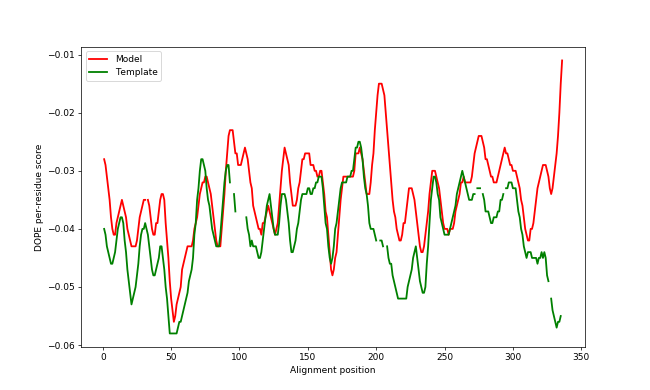 −0.01
−0.02
−0.03
−0.04
−0.05
−0.06
DOPE per-residue score
Model
Template
0 50 100 150 200 250 300 350
Alignment position